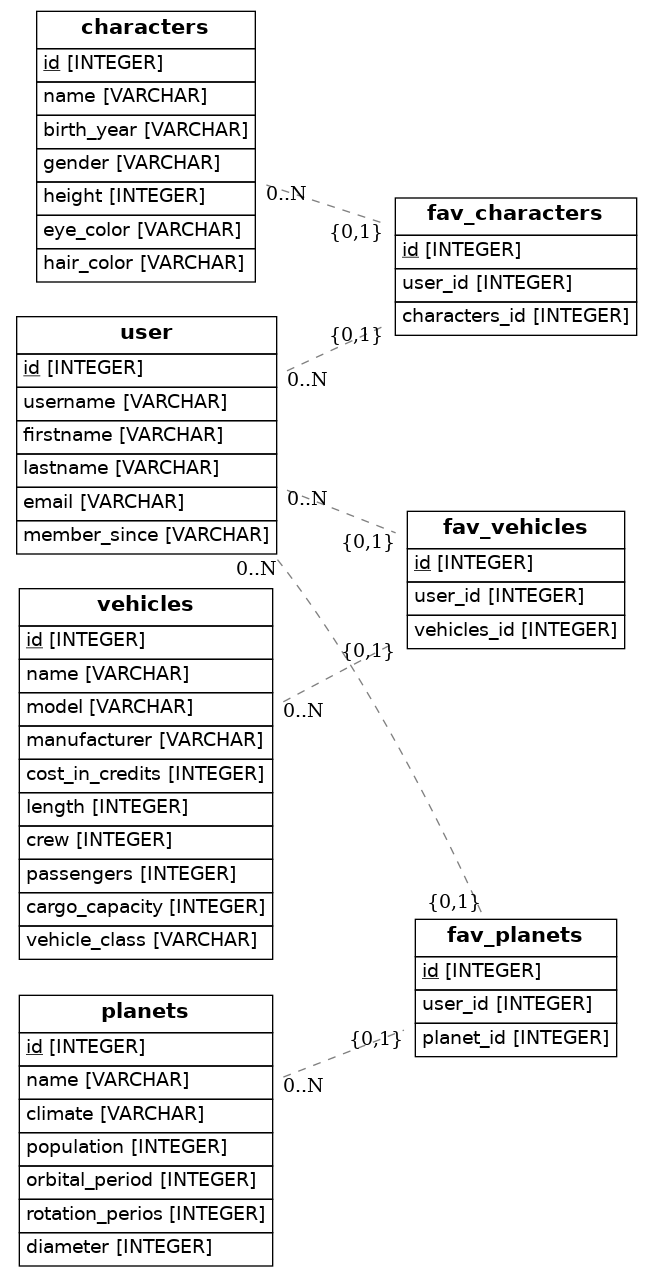 characters
id [INTEGER]
name [VARCHAR]
birth_year [VARCHAR]
gender [VARCHAR]
height [INTEGER]
eye_color [VARCHAR]
hair_color [VARCHAR]
0..N
{0,1}
fav_characters
id [INTEGER]
user_id [INTEGER]
characters_id [INTEGER]
{0,1}
0..N
user
id [INTEGER]
username [VARCHAR]
firstname [VARCHAR]
lastname [VARCHAR]
email [VARCHAR]
member_since [VARCHAR]
0..N
{0,1}
0..N
fav_vehicles
id [INTEGER]
user_id [INTEGER]
vehicles_id [INTEGER]
{0,1}
0..N
vehicles
id [INTEGER]
name [VARCHAR]
model [VARCHAR]
manufacturer [VARCHAR]
cost_in_credits [INTEGER]
length [INTEGER]
crew [INTEGER]
passengers [INTEGER]
cargo_capacity [INTEGER]
vehicle_class [VARCHAR]
{0,1}
fav_planets
id [INTEGER]
user_id [INTEGER]
planet_id [INTEGER]
{0,1}
0..N
planets
id [INTEGER]
name [VARCHAR]
climate [VARCHAR]
population [INTEGER]
orbital_period [INTEGER]
rotation_perios [INTEGER]
diameter [INTEGER]